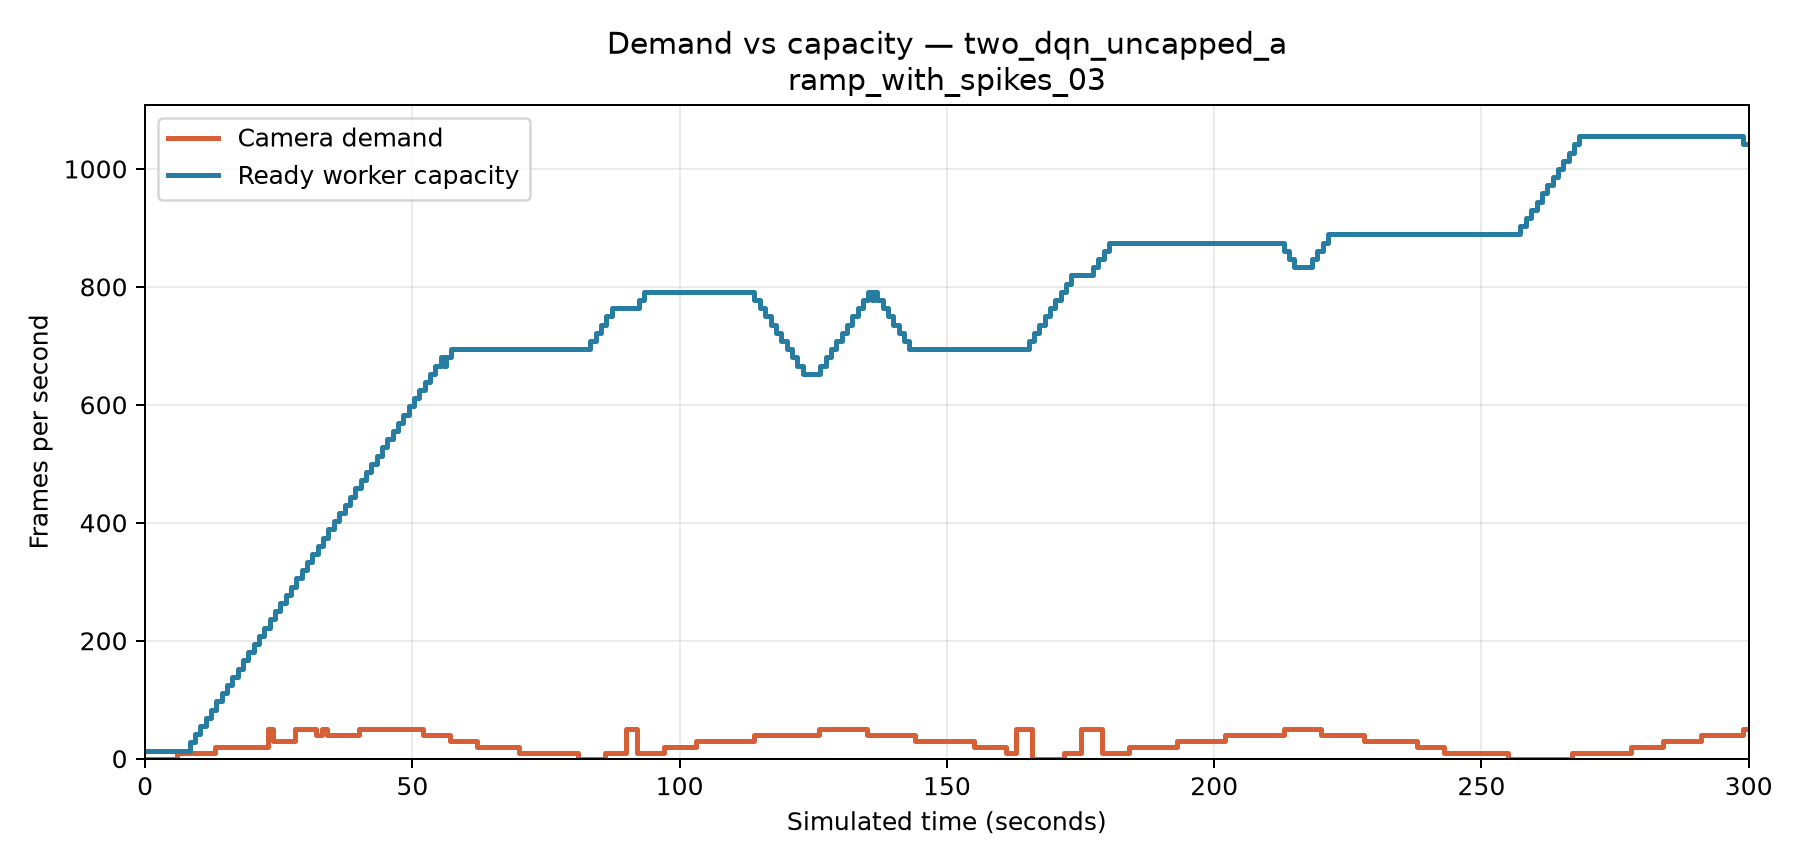 Demand vs capacity — two_dqn_uncapped_a
ramp_with_spikes_03
Camera demand
Ready worker capacity
Frames per second
1000
800
600
400
200
0
0 50 100 150 200 250 300
Simulated time (seconds)